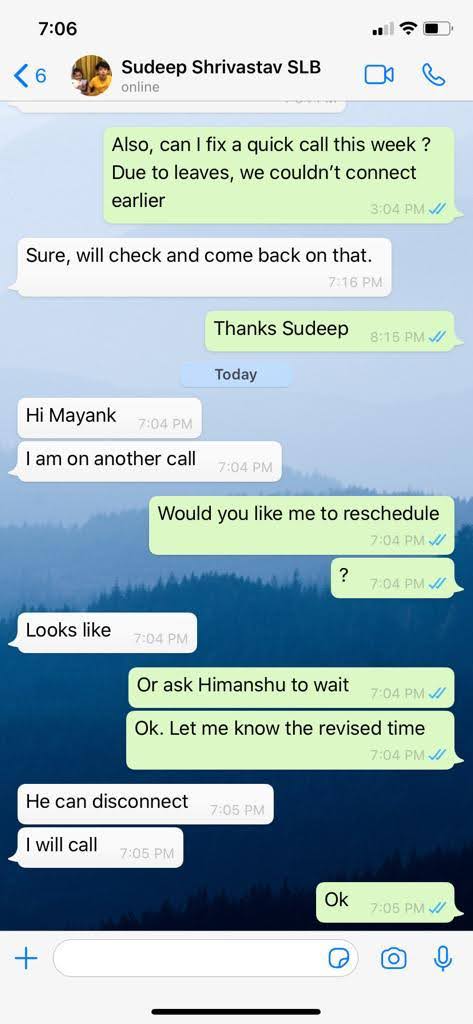 7:06
6
Sudeep Shrivastav SLB
online
Also, can I fix a quick call this week ?
Due to leaves, we couldn't connect
earlier
3:04 PM
Sure, will check and come back on that.
7:16 PM
Thanks Sudeep 8:15 PM
Today
Hi Mayank 7:04 PM
I am on another call 7:04 PM
Would you like me to reschedule
7:04 PM
? 7:04 PM
Looks like 7:04 PM
Or ask Himanshu to wait 7:04 PM
Ok. Let me know the revised time
7:04 PM
He can disconnect 7:05 PM
I will call 7:05 PM
Ok 7:05 PM